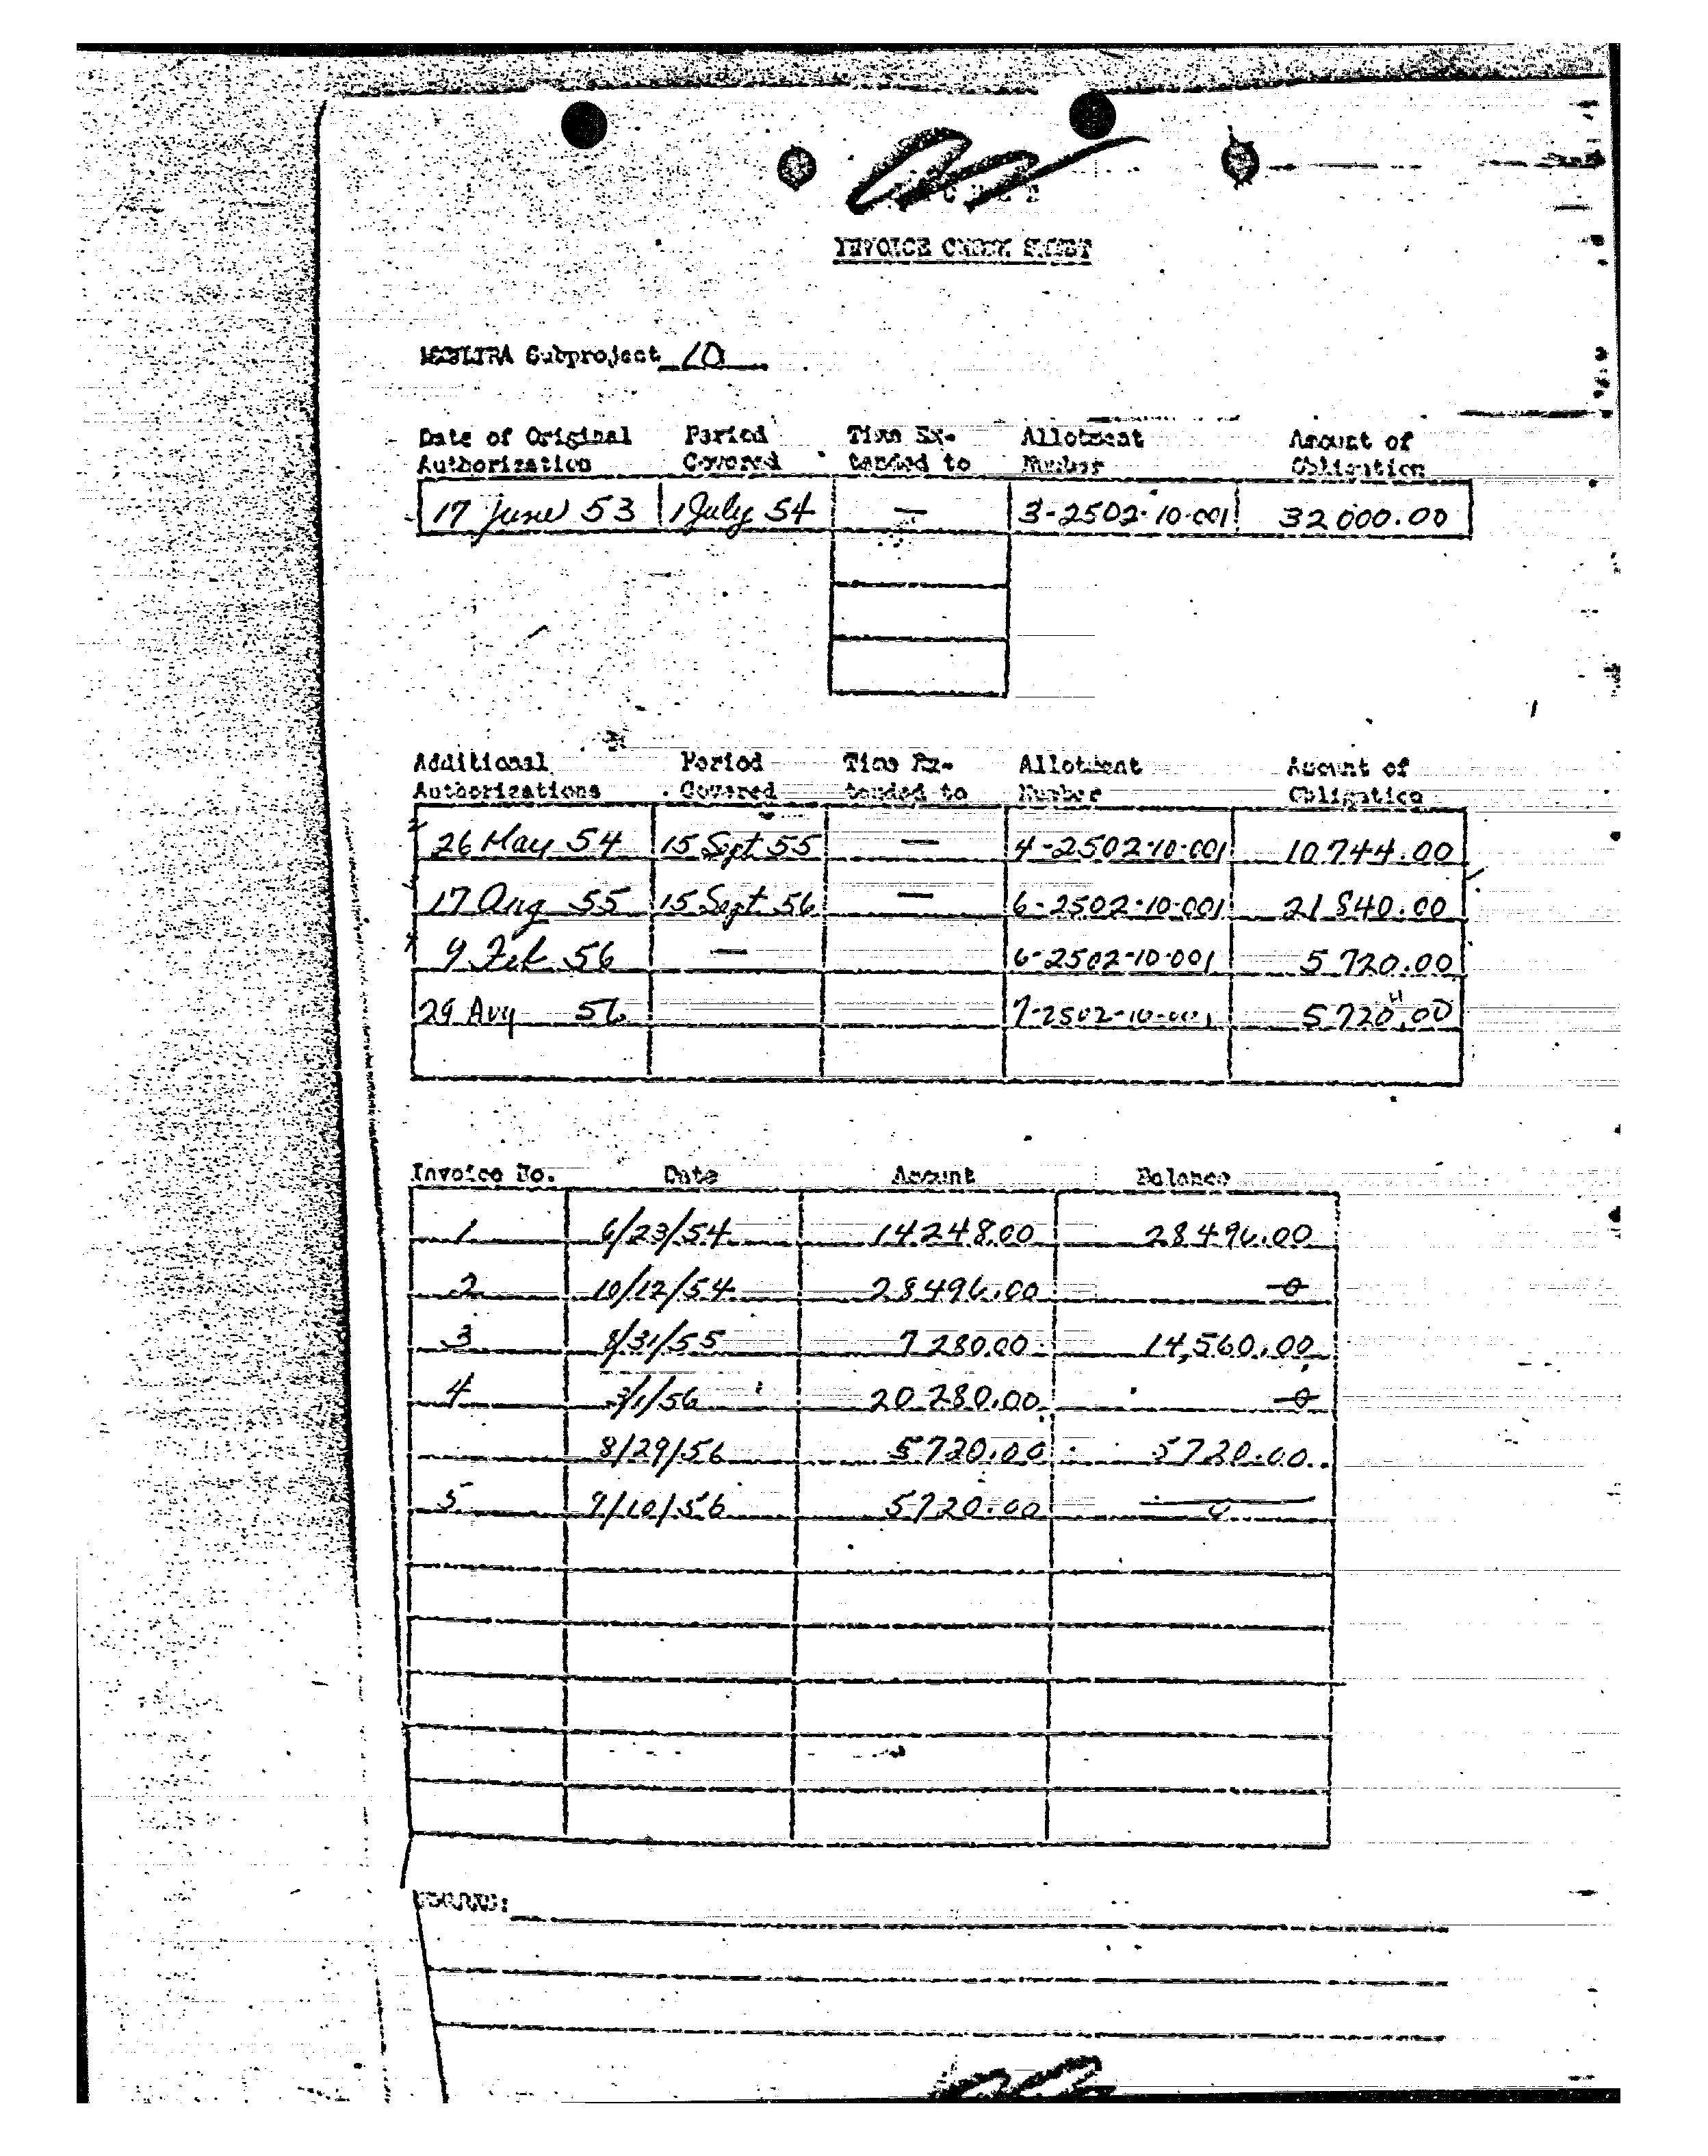 INVOICE CHECK SHEET
MKULTRA Subproject 10
Date of Original Period Time Ex- Allotment Amount of
Authorization Covered tended to Number Obligation
17 June 53 1 July 54 — 3-2502-10-001 32000.00
Additional Period Time Ex- Allotment Amount of
Authorizations Covered tended to Number Obligation
26 May 54 15 Sept 55 — 4-2502-10-001 10744.00
17 Aug 55 15 Sept 56 — 6-2502-10-001 21840.00
9 Feb 56 — 6-2502-10-001 5720.00
29 Aug 56 7-2502-10-001 5720.00
Invoice No. Date Amount Balance
1 6/23/54 14248.00 28496.00
2 10/12/54 28496.00 0
3 8/31/55 7280.00 14,560.00
4 3/1/56 20280.00 0
8/29/56 5720.00 5720.00
5 9/10/56 5720.00 0
REMARKS: